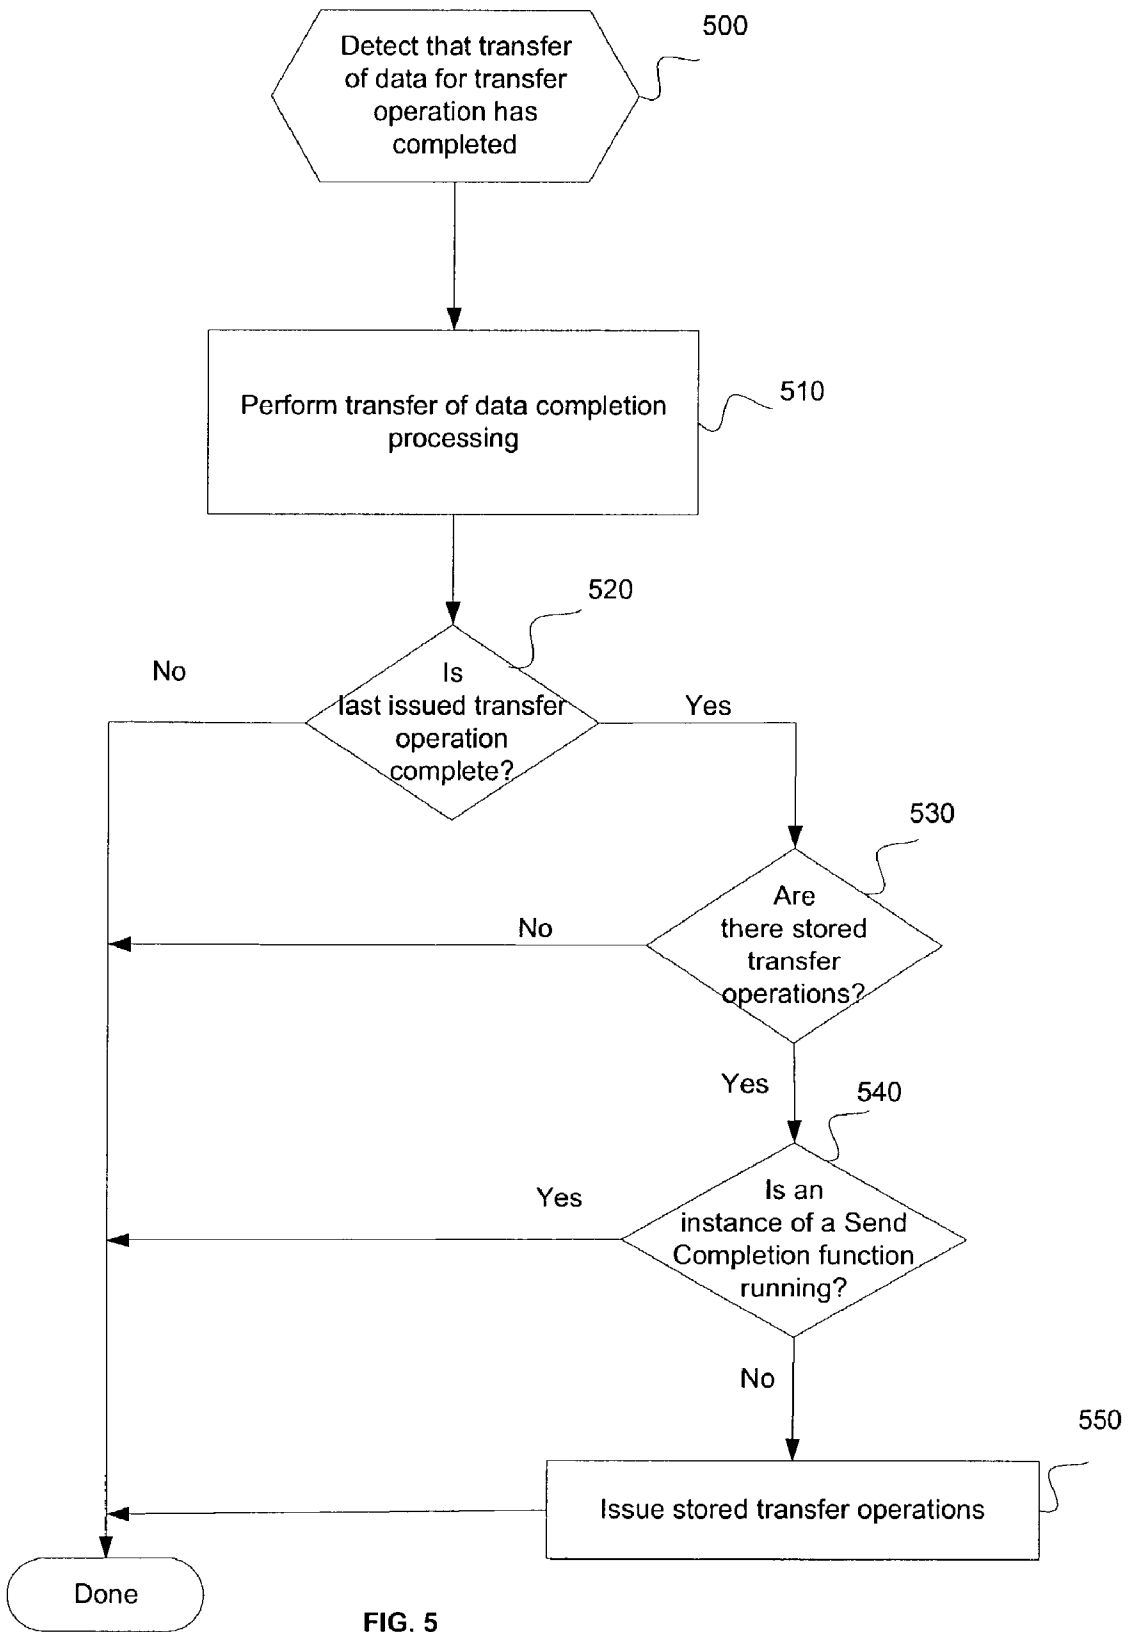 500
Detect that transfer
of data for transfer
operation has
completed
510
Perform transfer of data completion
processing
520
No
Is
last issued transfer
operation
complete?
Yes
530
Are
there stored
transfer
operations?
No
Yes
540
Is an
instance of a Send
Completion function
running?
Yes
No
550
Issue stored transfer operations
Done
FIG. 5